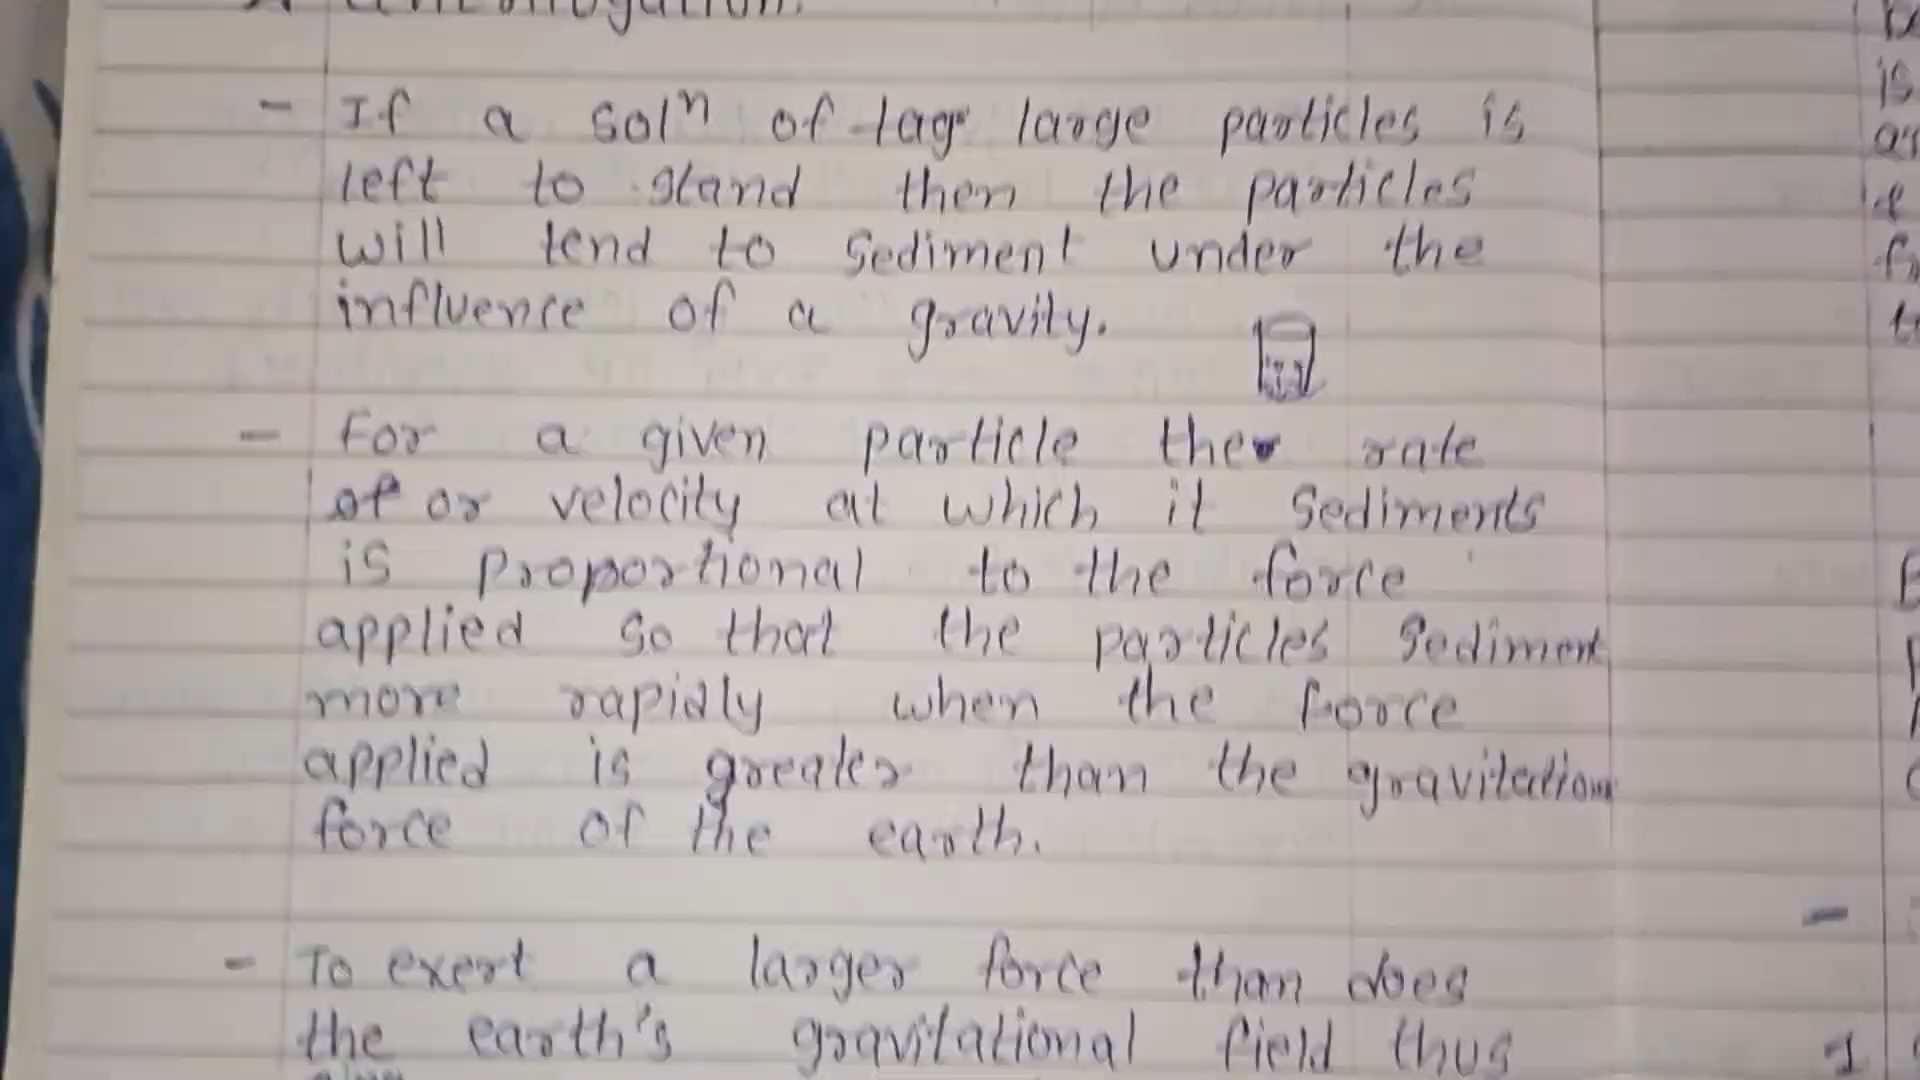 - If a solⁿ of lag large particles is
left to stand then the particles
will tend to sediment under the
influence of a gravity.
- For a given particle the rate
of or velocity at which it sediments
is proportional to the force
applied so that the particles sediment
more rapidly when the force
applied is greater than the gravitational
force of the earth.
- To exert a larger force than does
the earth's gravitational field thus